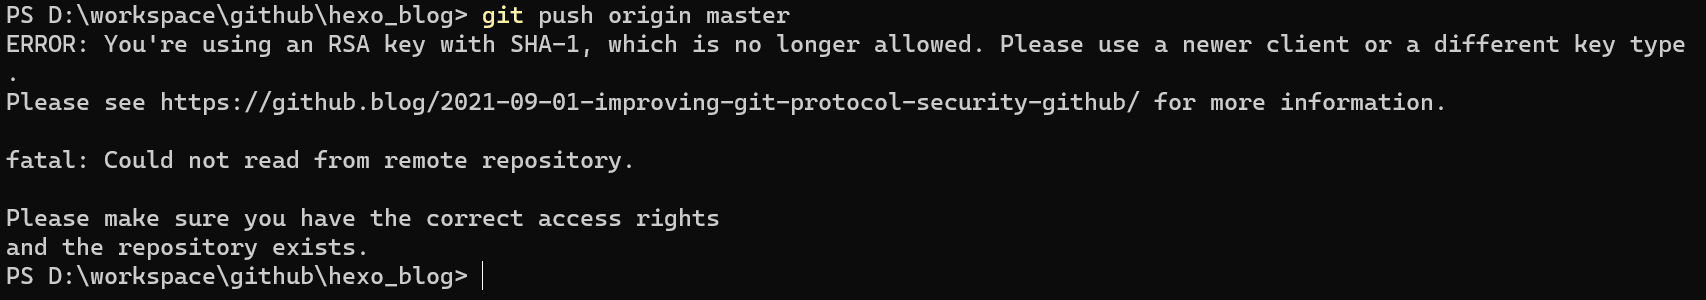 PS D:\workspace\github\hexo_blog> git push origin master
ERROR: You're using an RSA key with SHA-1, which is no longer allowed. Please use a newer client or a different key type
.
Please see https://github.blog/2021-09-01-improving-git-protocol-security-github/ for more information.

fatal: Could not read from remote repository.

Please make sure you have the correct access rights
and the repository exists.
PS D:\workspace\github\hexo_blog>